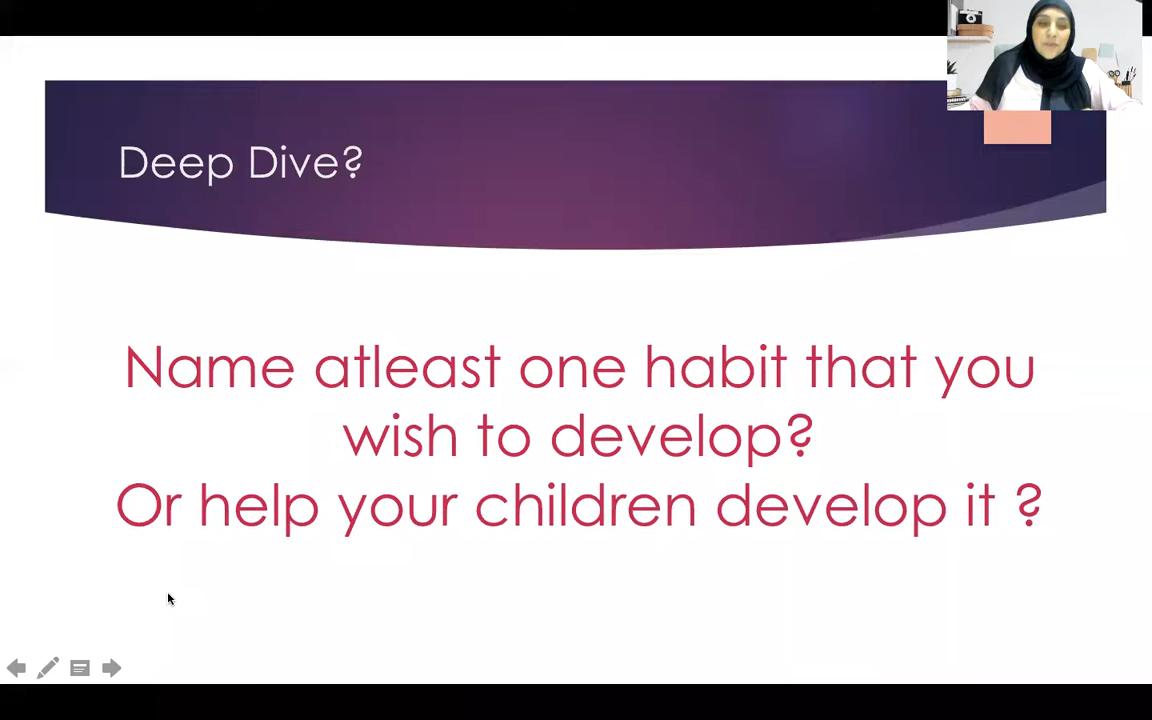 Deep Dive?
Name atleast one habit that you
wish to develop?
Or help your children develop it ?